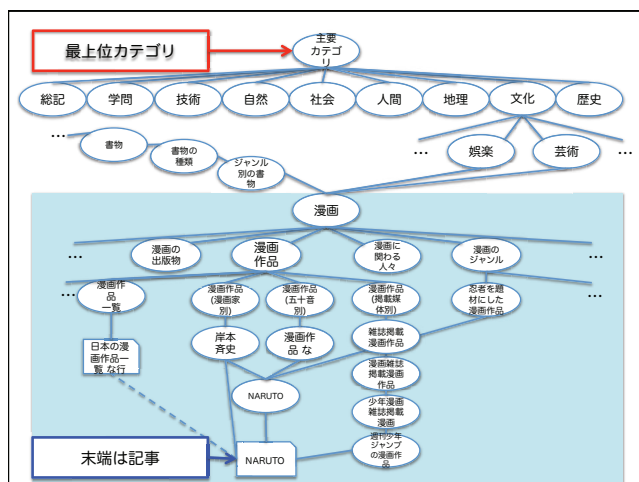 最上位カテゴリ
主要
カテゴ
リ
総記
学問
技術
自然
社会
人間
地理
文化
歴史
…
書物
書物の
種類
ジャンル
別の書
物
…
娯楽
芸術
…
漫画
…
漫画の
出版物
漫画
作品
漫画に
関わる
人々
漫画の
ジャンル
…
…
漫画作
品
一覧
漫画作品
(漫画家
別)
漫画作品
(五十音
別)
漫画作品
(掲載媒
体別)
忍者を題
材にした
漫画作品
…
日本の漫
画作品一
覧 な行
岸本
斉史
漫画作
品 な
雑誌掲載
漫画作品
漫画雑誌
掲載漫画
作品
NARUTO
少年漫画
雑誌掲載
漫画
末端は記事
NARUTO
週刊少年
ジャンプ
の漫画作
品